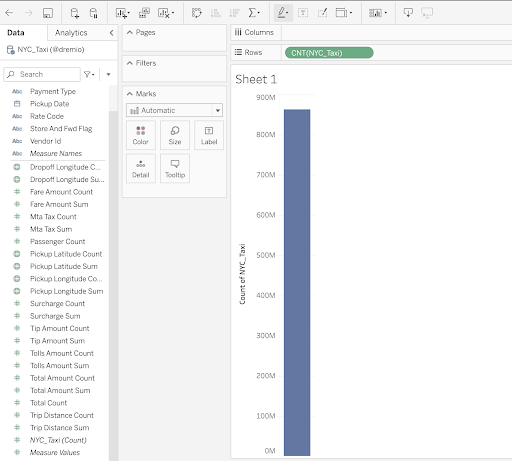 Data
Analytics
NYC_Taxi (@dremio)
Search
Abc Payment Type
Pickup Date
Abc Rate Code
Abc Store And Fwd Flag
Abc Vendor Id
Abc Measure Names
Dropoff Longitude C...
Dropoff Longitude Su...
Fare Amount Count
Fare Amount Sum
Mta Tax Count
Mta Tax Sum
Passenger Count
Pickup Latitude Count
Pickup Latitude Sum
Pickup Longitude Co...
Pickup Longitude Sum
Surcharge Count
Surcharge Sum
Tip Amount Count
Tip Amount Sum
Tolls Amount Count
Tolls Amount Sum
Total Amount Count
Total Amount Sum
Total Count
Trip Distance Count
Trip Distance Sum
NYC_Taxi (Count)
Measure Values
Pages
Filters
Marks
Automatic
Color
Size
Label
Detail
Tooltip
Columns
Rows
CNT(NYC_Taxi)
Sheet 1
900M
800M
700M
600M
500M
400M
300M
200M
100M
0M
Count of NYC_Taxi